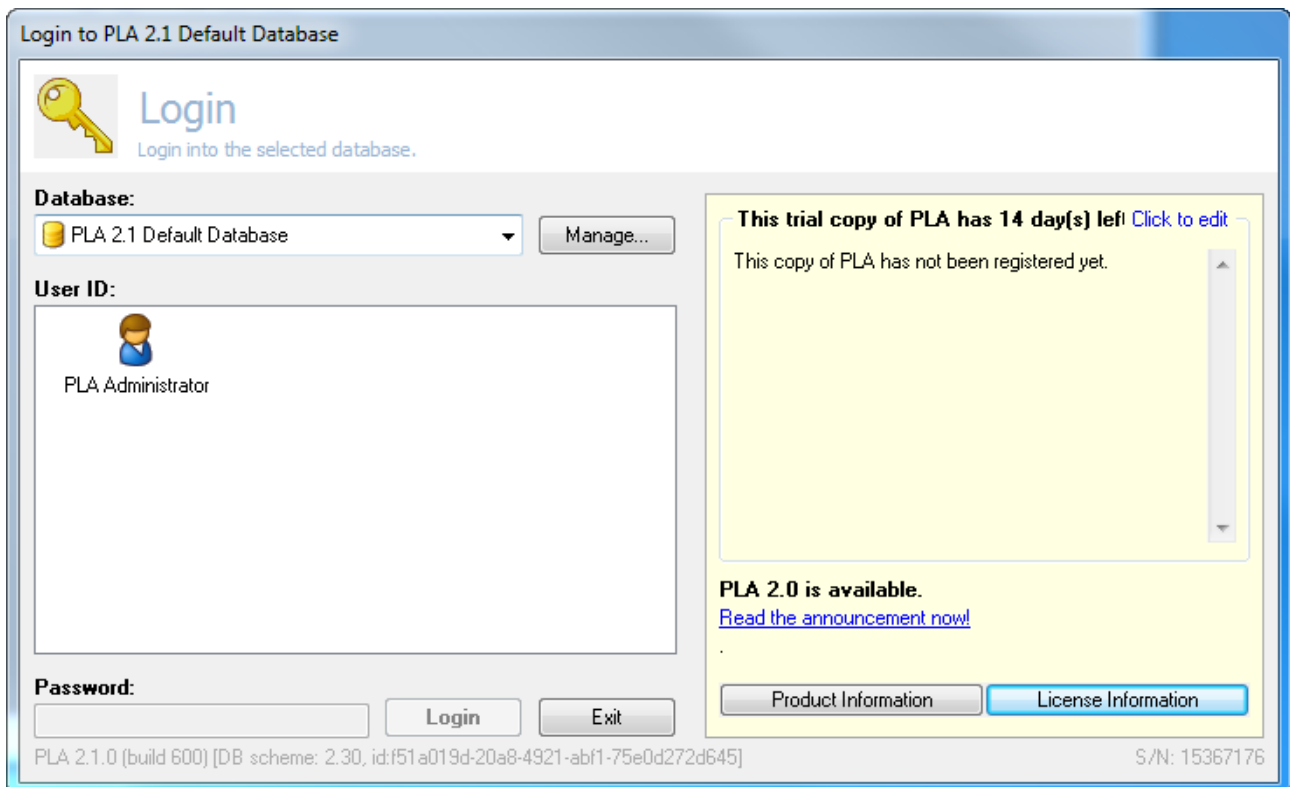 Login to PLA 2.1 Default Database
Login
Login into the selected database.
Database:
PLA 2.1 Default Database
Manage...
User ID:
PLA Administrator
Password:
Login
Exit
This trial copy of PLA has 14 day(s) left Click to edit
This copy of PLA has not been registered yet.
PLA 2.0 is available.
Read the announcement now!
.
Product Information
License Information
PLA 2.1.0 (build 600) [DB scheme: 2.30, id:f51a019d-20a8-4921-abf1-75e0d272d645]
S/N: 15367176